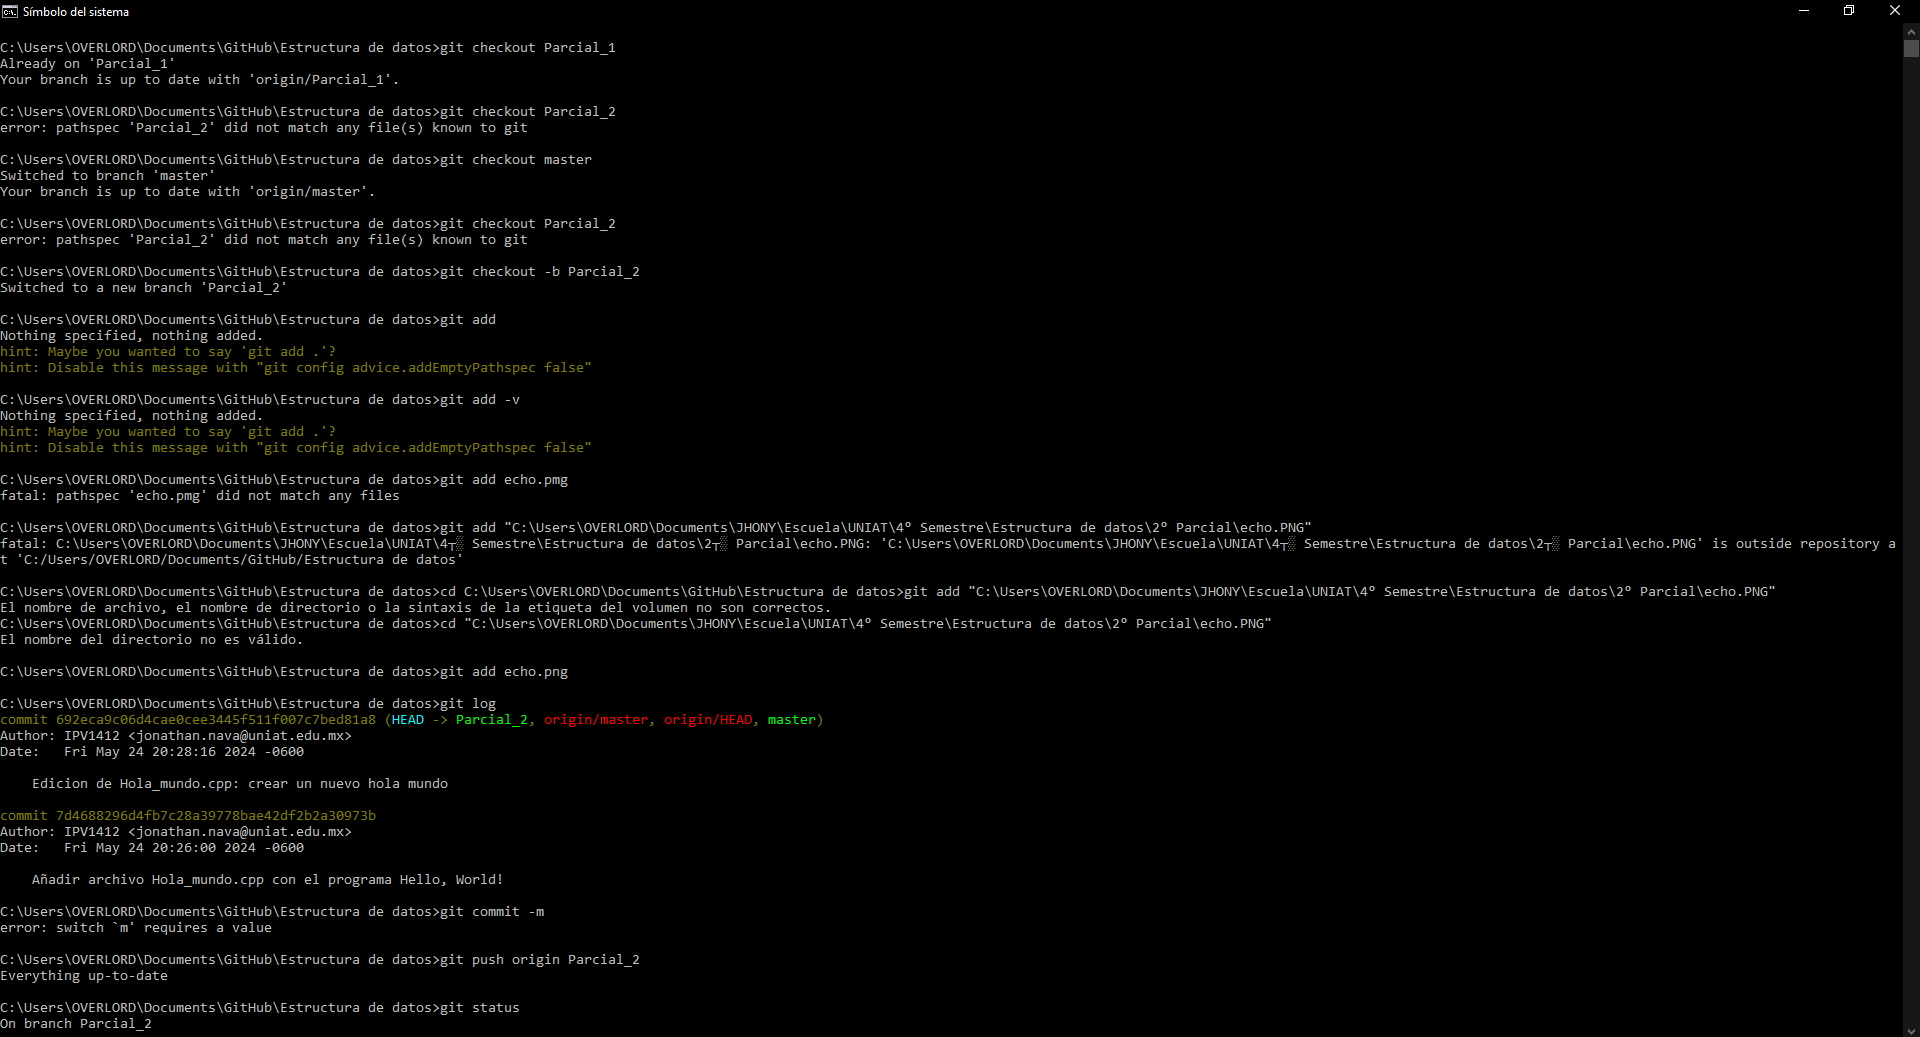 Símbolo del sistema
C:\Users\OVERLORD\Documents\GitHub\Estructura de datos>git checkout Parcial_1
Already on 'Parcial_1'
Your branch is up to date with 'origin/Parcial_1'.
C:\Users\OVERLORD\Documents\GitHub\Estructura de datos>git checkout Parcial_2
error: pathspec 'Parcial_2' did not match any file(s) known to git
C:\Users\OVERLORD\Documents\GitHub\Estructura de datos>git checkout master
Switched to branch 'master'
Your branch is up to date with 'origin/master'.
C:\Users\OVERLORD\Documents\GitHub\Estructura de datos>git checkout Parcial_2
error: pathspec 'Parcial_2' did not match any file(s) known to git
C:\Users\OVERLORD\Documents\GitHub\Estructura de datos>git checkout -b Parcial_2
Switched to a new branch 'Parcial_2'
C:\Users\OVERLORD\Documents\GitHub\Estructura de datos>git add
Nothing specified, nothing added.
hint: Maybe you wanted to say 'git add .'?
hint: Disable this message with "git config advice.addEmptyPathspec false"
C:\Users\OVERLORD\Documents\GitHub\Estructura de datos>git add -v
Nothing specified, nothing added.
hint: Maybe you wanted to say 'git add .'?
hint: Disable this message with "git config advice.addEmptyPathspec false"
C:\Users\OVERLORD\Documents\GitHub\Estructura de datos>git add echo.pmg
fatal: pathspec 'echo.pmg' did not match any files
C:\Users\OVERLORD\Documents\GitHub\Estructura de datos>git add "C:\Users\OVERLORD\Documents\JHONY\Escuela\UNIAT\4º Semestre\Estructura de datos\2º Parcial\echo.PNG"
fatal: C:\Users\OVERLORD\Documents\JHONY\Escuela\UNIAT\4┬░ Semestre\Estructura de datos\2┬░ Parcial\echo.PNG: 'C:\Users\OVERLORD\Documents\JHONY\Escuela\UNIAT\4┬░ Semestre\Estructura de datos\2┬░ Parcial\echo.PNG' is outside repository a
t 'C:/Users/OVERLORD/Documents/GitHub/Estructura de datos'
C:\Users\OVERLORD\Documents\GitHub\Estructura de datos>cd C:\Users\OVERLORD\Documents\GitHub\Estructura de datos>git add "C:\Users\OVERLORD\Documents\JHONY\Escuela\UNIAT\4º Semestre\Estructura de datos\2º Parcial\echo.PNG"
El nombre de archivo, el nombre de directorio o la sintaxis de la etiqueta del volumen no son correctos.
C:\Users\OVERLORD\Documents\GitHub\Estructura de datos>cd "C:\Users\OVERLORD\Documents\JHONY\Escuela\UNIAT\4º Semestre\Estructura de datos\2º Parcial\echo.PNG"
El nombre del directorio no es válido.
C:\Users\OVERLORD\Documents\GitHub\Estructura de datos>git add echo.png
C:\Users\OVERLORD\Documents\GitHub\Estructura de datos>git log
commit 692eca9c06d4cae0cee3445f511f007c7bed81a8 (HEAD -> Parcial_2, origin/master, origin/HEAD, master)
Author: IPV1412 <jonathan.nava@uniat.edu.mx>
Date:   Fri May 24 20:28:16 2024 -0600
Edicion de Hola_mundo.cpp: crear un nuevo hola mundo
commit 7d4688296d4fb7c28a39778bae42df2b2a30973b
Author: IPV1412 <jonathan.nava@uniat.edu.mx>
Date:   Fri May 24 20:26:00 2024 -0600
Añadir archivo Hola_mundo.cpp con el programa Hello, World!
C:\Users\OVERLORD\Documents\GitHub\Estructura de datos>git commit -m
error: switch `m' requires a value
C:\Users\OVERLORD\Documents\GitHub\Estructura de datos>git push origin Parcial_2
Everything up-to-date
C:\Users\OVERLORD\Documents\GitHub\Estructura de datos>git status
On branch Parcial_2